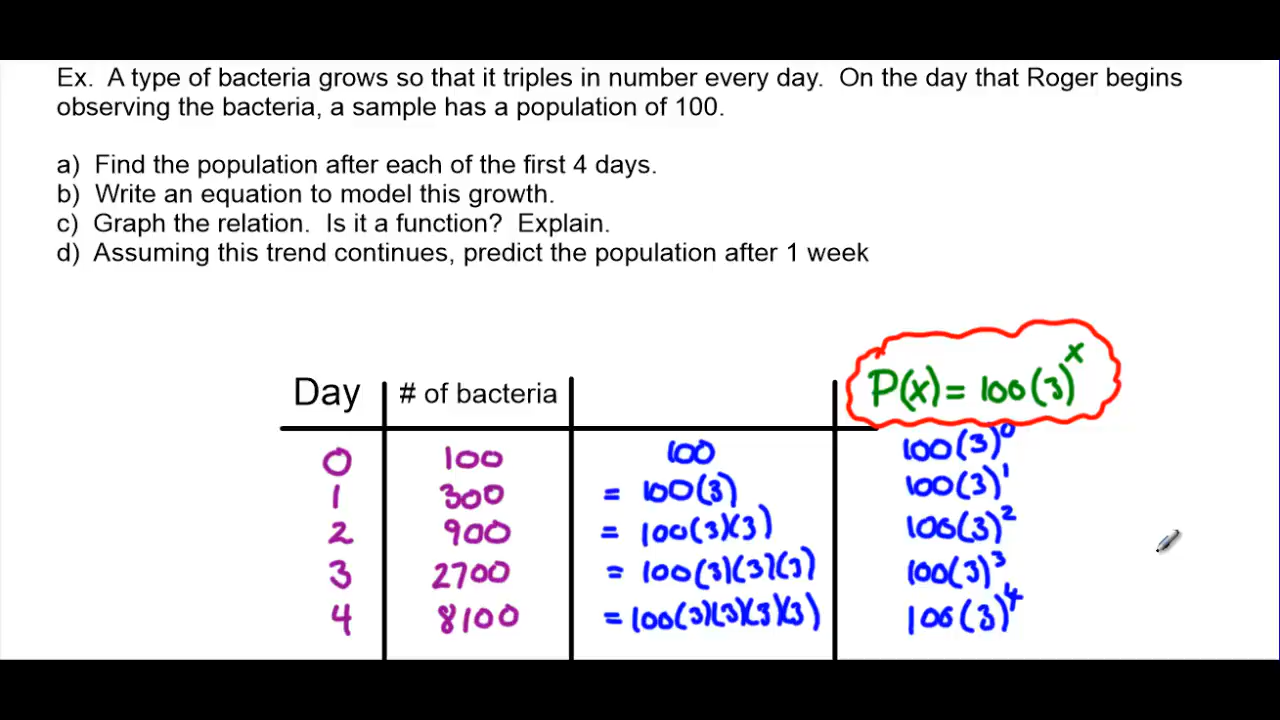 Ex. A type of bacteria grows so that it triples in number every day. On the day that Roger begins
observing the bacteria, a sample has a population of 100.
a) Find the population after each of the first 4 days.
b) Write an equation to model this growth.
c) Graph the relation. Is it a function? Explain.
d) Assuming this trend continues, predict the population after 1 week
Day # of bacteria P(x) = 100(3)^x
0 100 100 100(3)^0
1 300 = 100(3) 100(3)^1
2 900 = 100(3)(3) 100(3)^2
3 2700 = 100(3)(3)(3) 100(3)^3
4 8100 = 100(3)(3)(3)(3) 100(3)^4